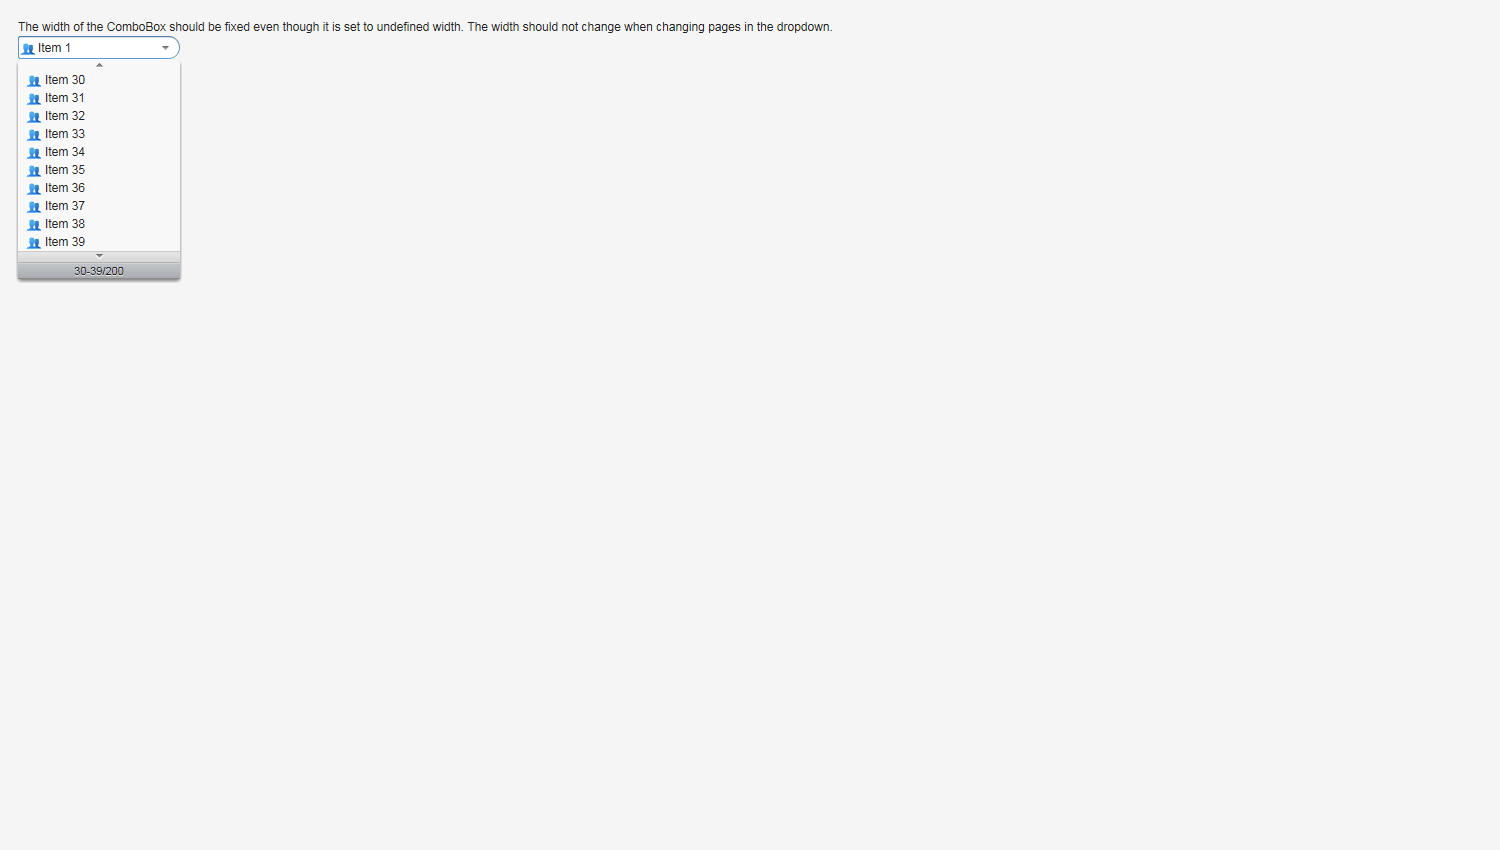 The width of the ComboBox should be fixed even though it is set to undefined width. The width should not change when changing pages in the dropdown.
Item 1
Item 30
Item 31
Item 32
Item 33
Item 34
Item 35
Item 36
Item 37
Item 38
Item 39
30-39/200